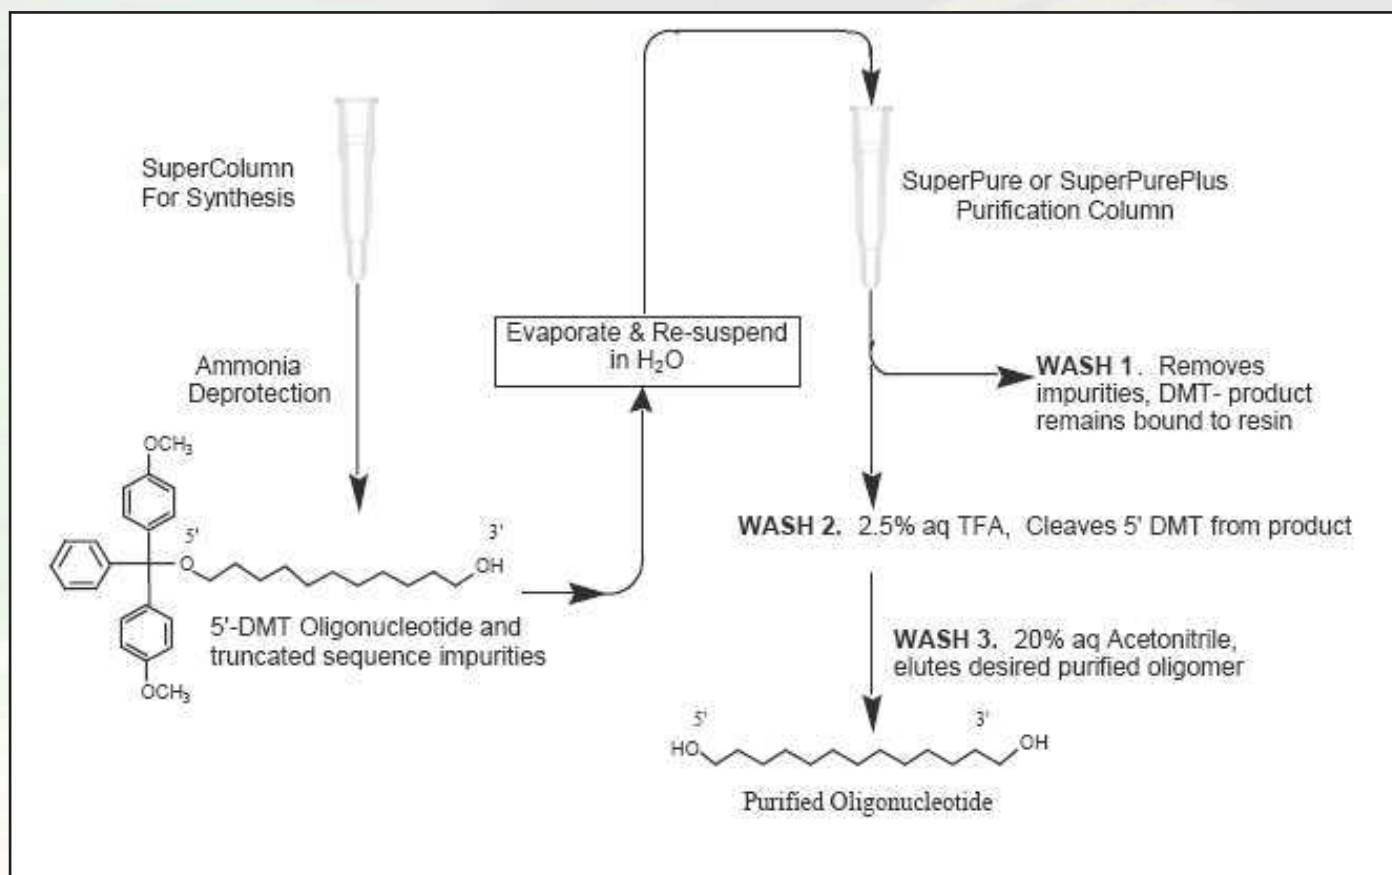 SuperColumn
For Synthesis
Ammonia
Deprotection
OCH3
5'
3'
O
OH
OCH3
5'-DMT Oligonucleotide and
truncated sequence impurities
Evaporate & Re-suspend
in H2O
SuperPure or SuperPurePlus
Purification Column
WASH 1. Removes
impurities, DMT- product
remains bound to resin
WASH 2. 2.5% aq TFA, Cleaves 5' DMT from product
WASH 3. 20% aq Acetonitrile,
elutes desired purified oligomer
5'
3'
HO
OH
Purified Oligonucleotide